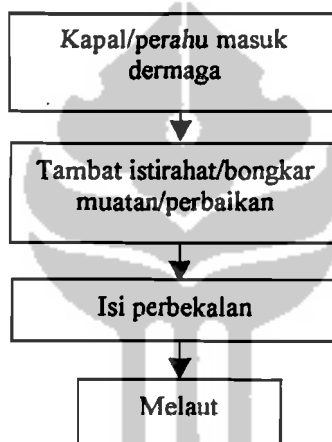 Kapal/perahu masuk
dermaga
Tambat istirahat/bongkar
muatan/perbaikan
Isi perbekalan
Melaut